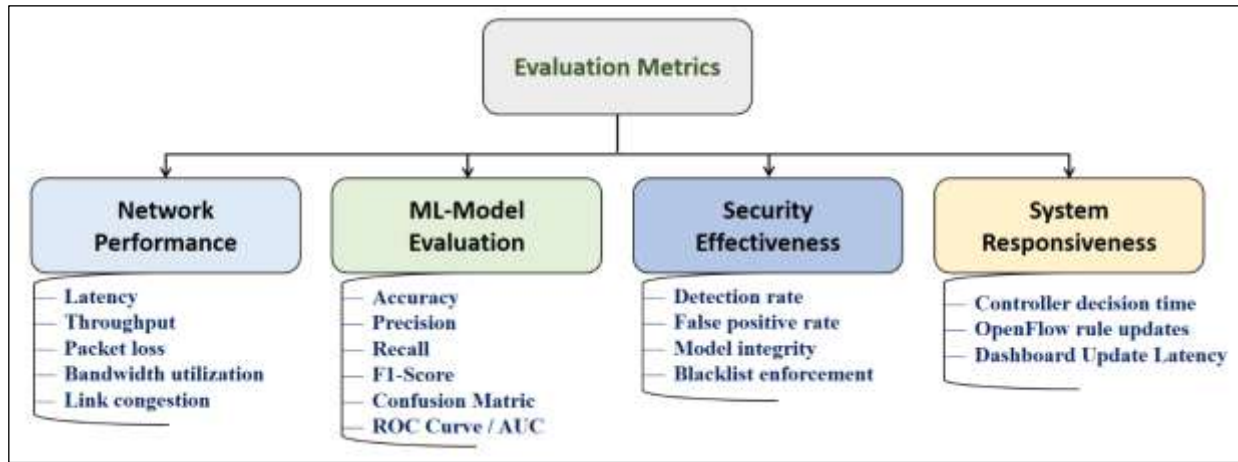 Evaluation Metrics
Network
Performance
Latency
Throughput
Packet loss
Bandwidth utilization
Link congestion
ML-Model
Evaluation
Accuracy
Precision
Recall
F1-Score
Confusion Matric
ROC Curve / AUC
Security
Effectiveness
Detection rate
False positive rate
Model integrity
Blacklist enforcement
System
Responsiveness
Controller decision time
OpenFlow rule updates
Dashboard Update Latency